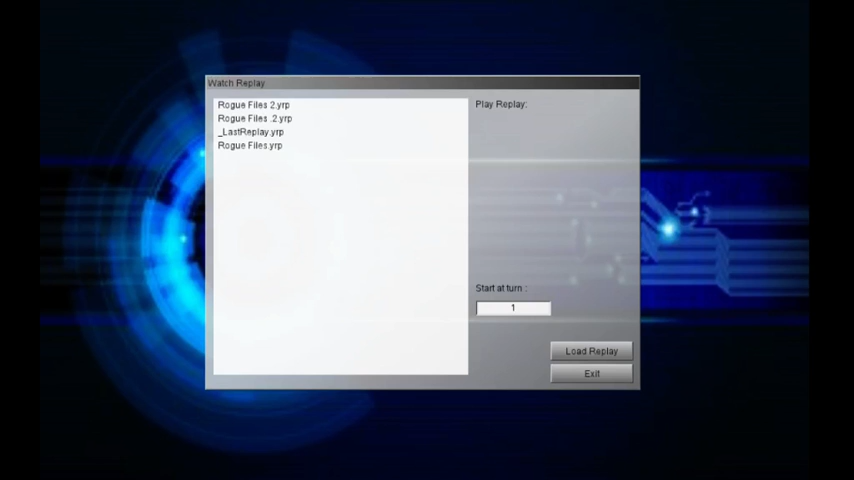 Watch Replay
Rogue Files 2.yrp
Rogue Files .2.yrp
_LastReplay.yrp
Rogue Files.yrp
Play Replay:
Start at turn :
1
Load Replay
Exit